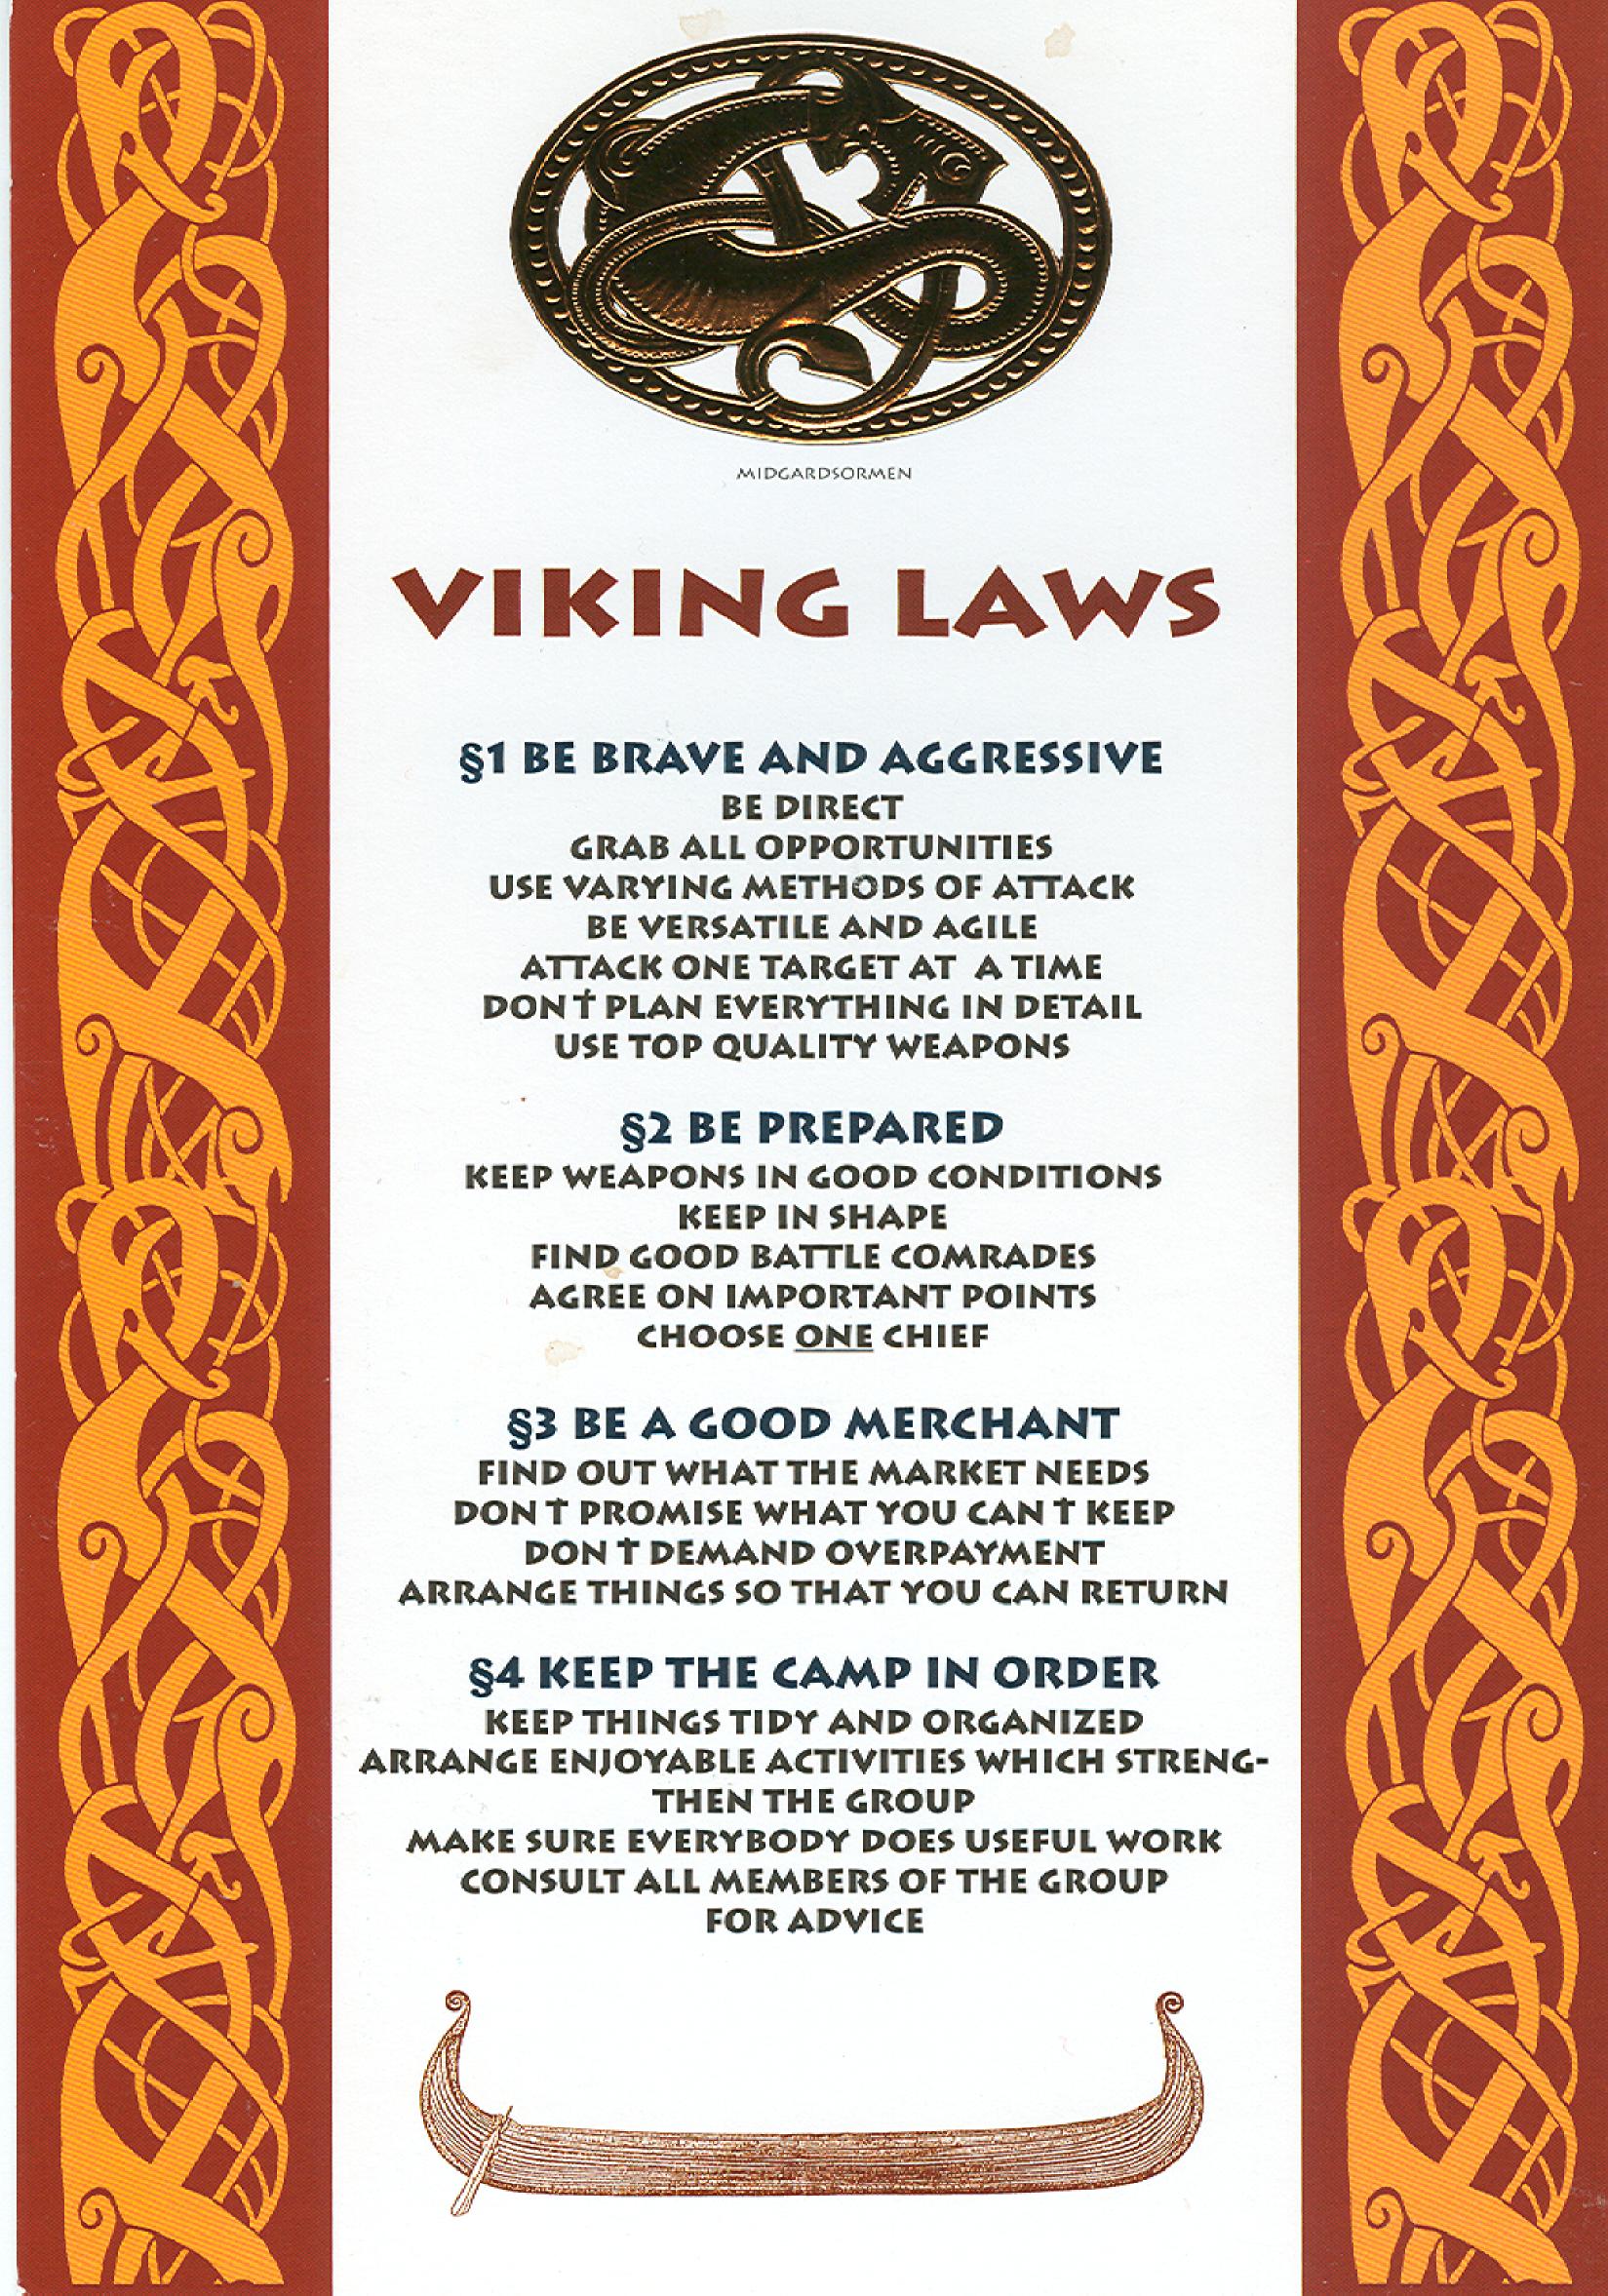 MIDGARDSORMEN
VIKING LAWS
§1 BE BRAVE AND AGGRESSIVE
BE DIRECT
GRAB ALL OPPORTUNITIES
USE VARYING METHODS OF ATTACK
BE VERSATILE AND AGILE
ATTACK ONE TARGET AT A TIME
DON†PLAN EVERYTHING IN DETAIL
USE TOP QUALITY WEAPONS
§2 BE PREPARED
KEEP WEAPONS IN GOOD CONDITIONS
KEEP IN SHAPE
FIND GOOD BATTLE COMRADES
AGREE ON IMPORTANT POINTS
CHOOSE ONE CHIEF
§3 BE A GOOD MERCHANT
FIND OUT WHAT THE MARKET NEEDS
DON † PROMISE WHAT YOU CAN † KEEP
DON † DEMAND OVERPAYMENT
ARRANGE THINGS SO THAT YOU CAN RETURN
§4 KEEP THE CAMP IN ORDER
KEEP THINGS TIDY AND ORGANIZED
ARRANGE ENJOYABLE ACTIVITIES WHICH STRENG-
THEN THE GROUP
MAKE SURE EVERYBODY DOES USEFUL WORK
CONSULT ALL MEMBERS OF THE GROUP
FOR ADVICE